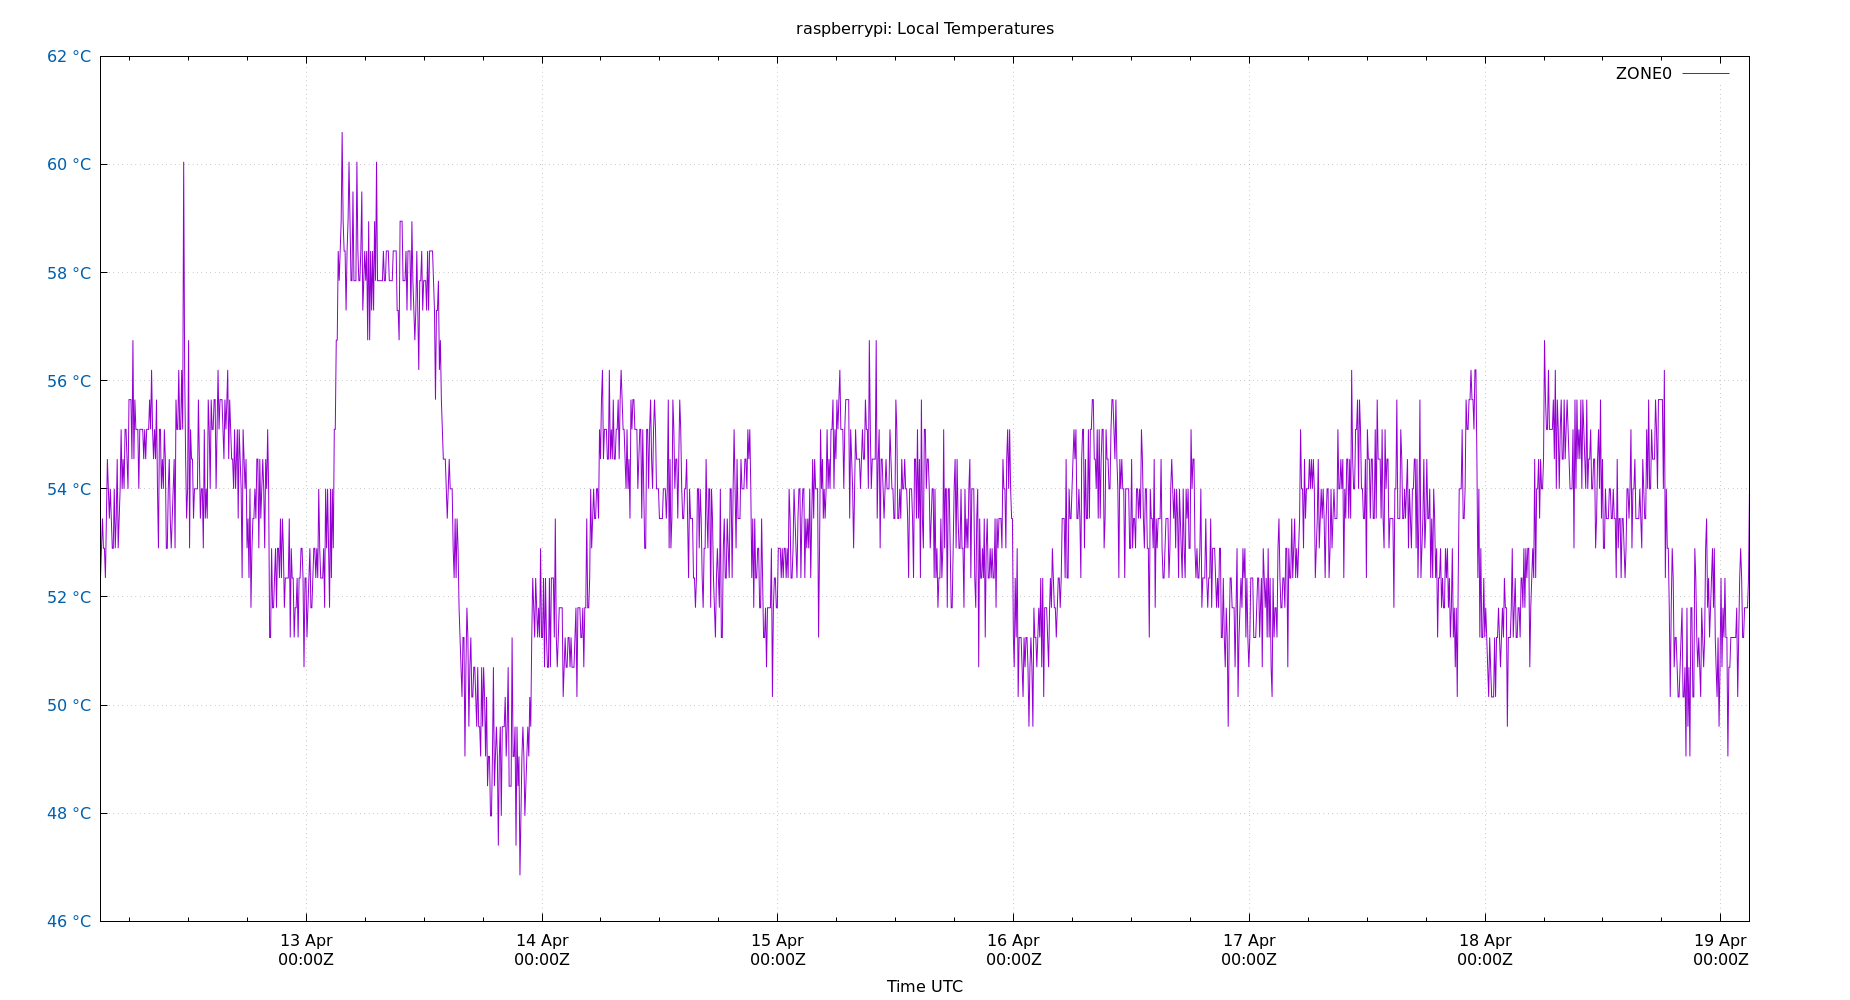 raspberrypi: Local Temperatures
ZONE0
62 °C
60 °C
58 °C
56 °C
54 °C
52 °C
50 °C
48 °C
46 °C
13 Apr 14 Apr 15 Apr 16 Apr 17 Apr 18 Apr 19 Apr
00:00Z 00:00Z 00:00Z 00:00Z 00:00Z 00:00Z 00:00Z
Time UTC